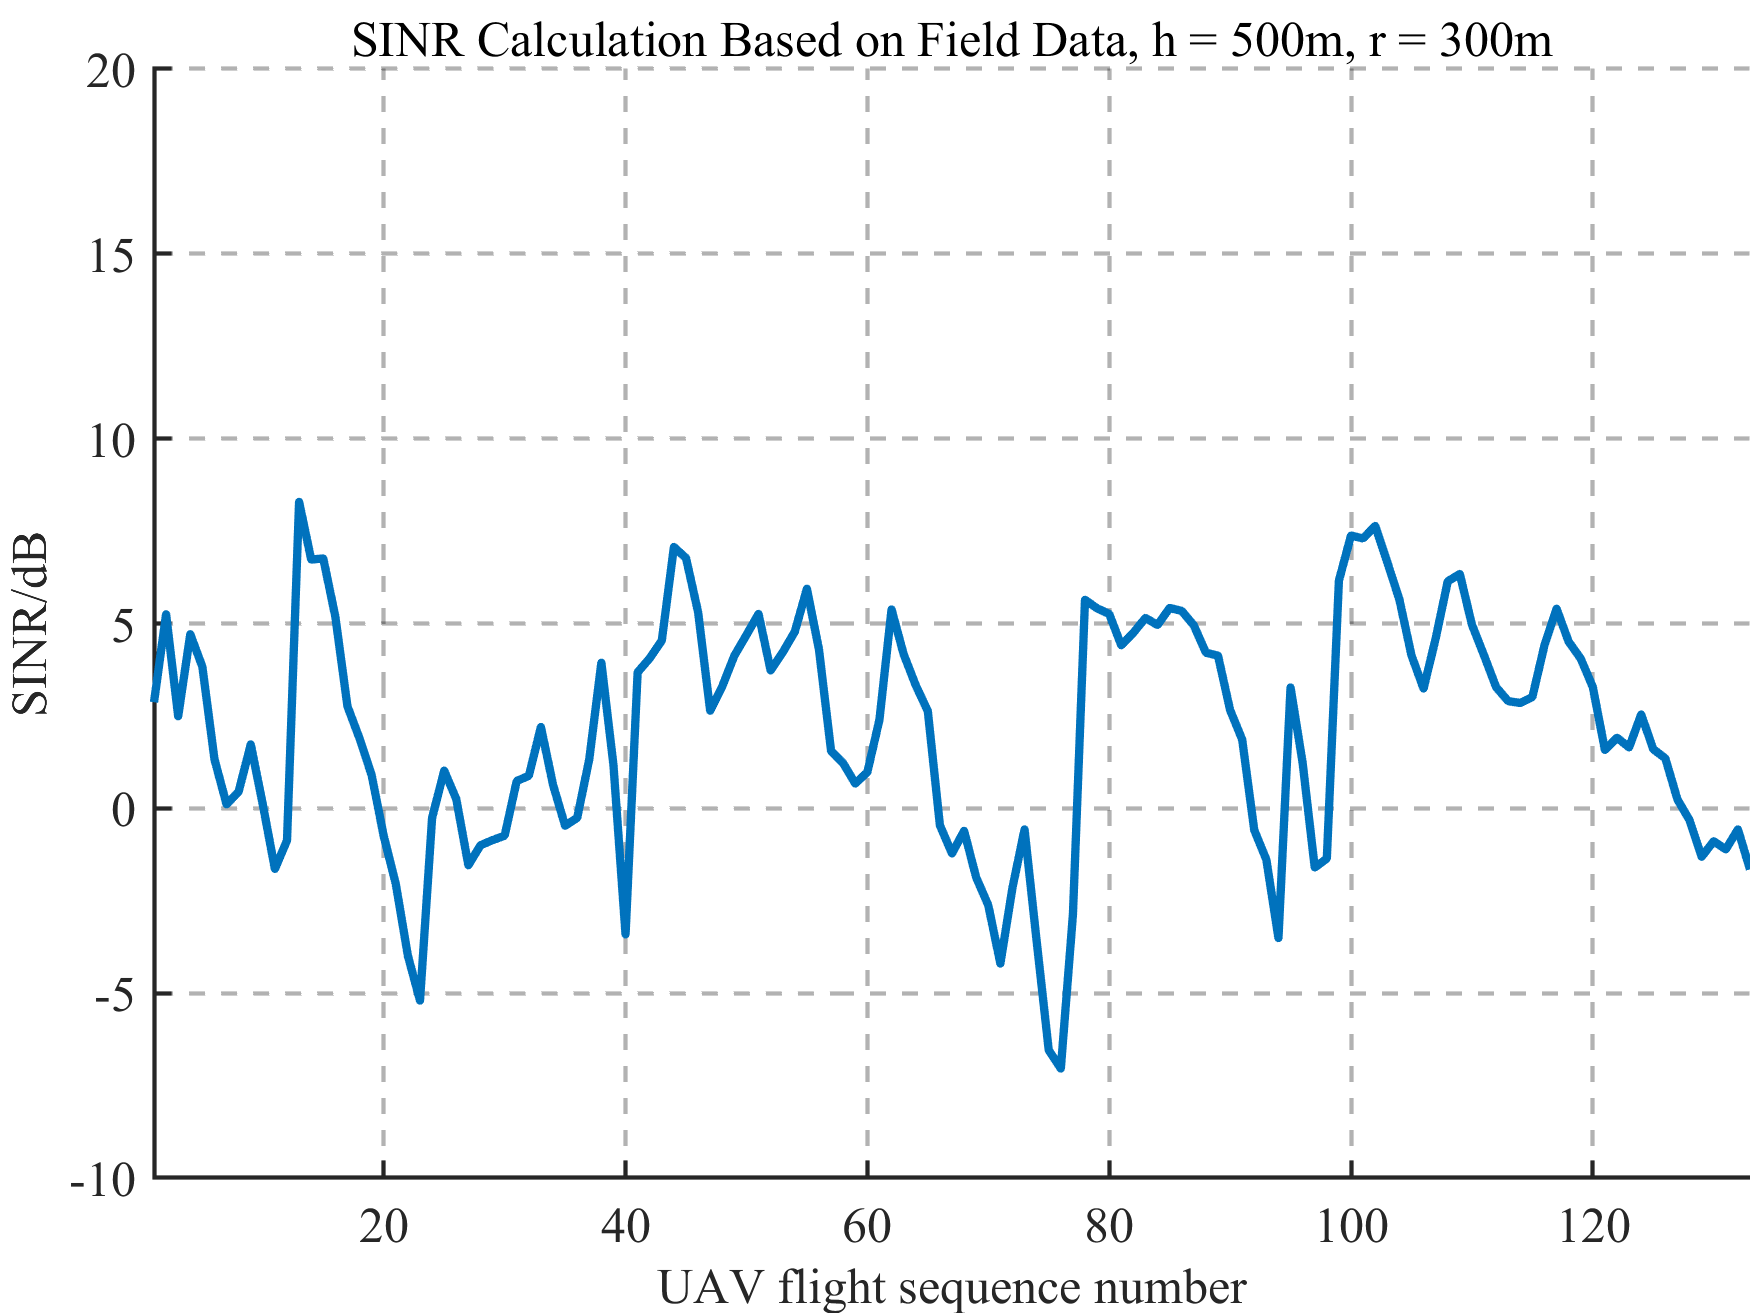 SINR Calculation Based on Field Data, h = 500m, r = 300m
20
15
10
5
0
-5
-10
SINR/dB
20 40 60 80 100 120
UAV flight sequence number